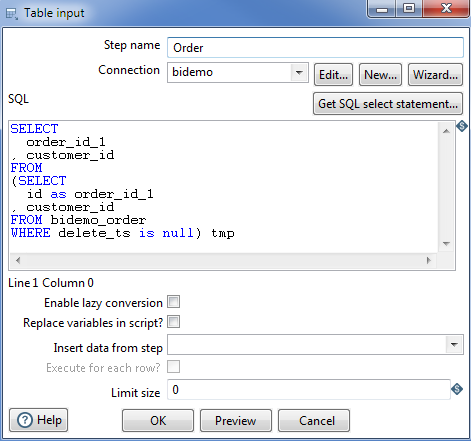 Table input
Step name Order
Connection bidemo Edit... New... Wizard...
SQL Get SQL select statement...
SELECT
order_id_1
, customer_id
FROM
(SELECT
id as order_id_1
, customer_id
FROM bidemo_order
WHERE delete_ts is null) tmp
Line 1 Column 0
Enable lazy conversion
Replace variables in script?
Insert data from step
Execute for each row?
Limit size 0
Help OK Preview Cancel